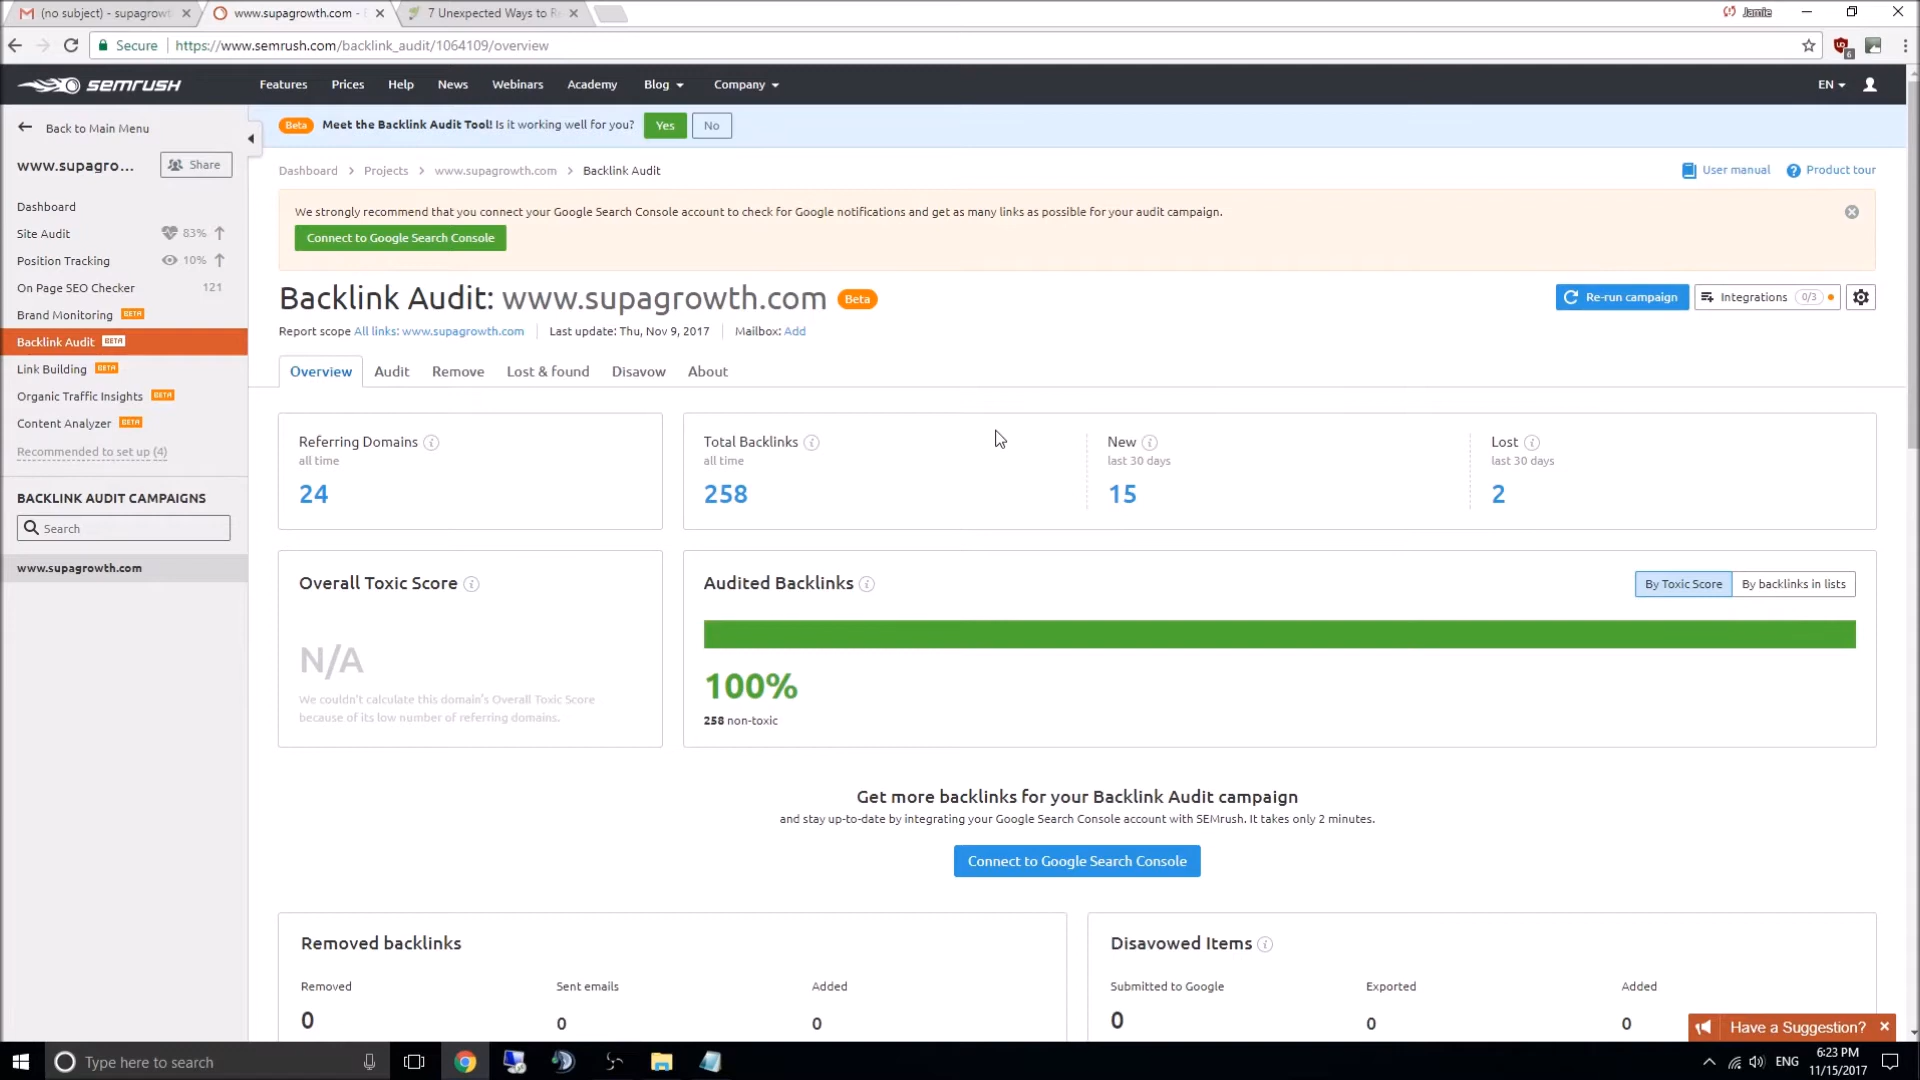 (no subject) - supagrowt
www.supagrowth.com -
7 Unexpected Ways to R
Jamie
Secure
https://www.semrush.com/backlink_audit/1064109/overview
6
semrush
Features
Prices
Help
News
Webinars
Academy
Blog
Company
EN
Back to Main Menu
Beta
Meet the Backlink Audit Tool! Is it working well for you?
Yes
No
www.supagro...
Share
Dashboard > Projects > www.supagrowth.com > Backlink Audit
User manual
Product tour
Dashboard
Site Audit
83%
Position Tracking
10%
On Page SEO Checker
121
Brand Monitoring BETA
Backlink Audit BETA
Link Building BETA
Organic Traffic Insights BETA
Content Analyzer BETA
Recommended to set up (4)
BACKLINK AUDIT CAMPAIGNS
Search
www.supagrowth.com
We strongly recommend that you connect your Google Search Console account to check for Google notifications and get as many links as possible for your audit campaign.
Connect to Google Search Console
Backlink Audit: www.supagrowth.com Beta
Re-run campaign
Integrations 0/3
Report scope All links: www.supagrowth.com
Last update: Thu, Nov 9, 2017
Mailbox: Add
Overview
Audit
Remove
Lost & found
Disavow
About
Referring Domains
all time
24
Total Backlinks
all time
258
New
last 30 days
15
Lost
last 30 days
2
Overall Toxic Score
N/A
We couldn't calculate this domain's Overall Toxic Score
because of its low number of referring domains.
Audited Backlinks
By Toxic Score
By backlinks in lists
100%
258 non-toxic
Get more backlinks for your Backlink Audit campaign
and stay up-to-date by integrating your Google Search Console account with SEMrush. It takes only 2 minutes.
Connect to Google Search Console
Removed backlinks
Removed
Sent emails
Added
0
0
0
Disavowed Items
Submitted to Google
Exported
Added
0
0
0
Have a Suggestion?
Type here to search
ENG
6:23 PM
11/15/2017